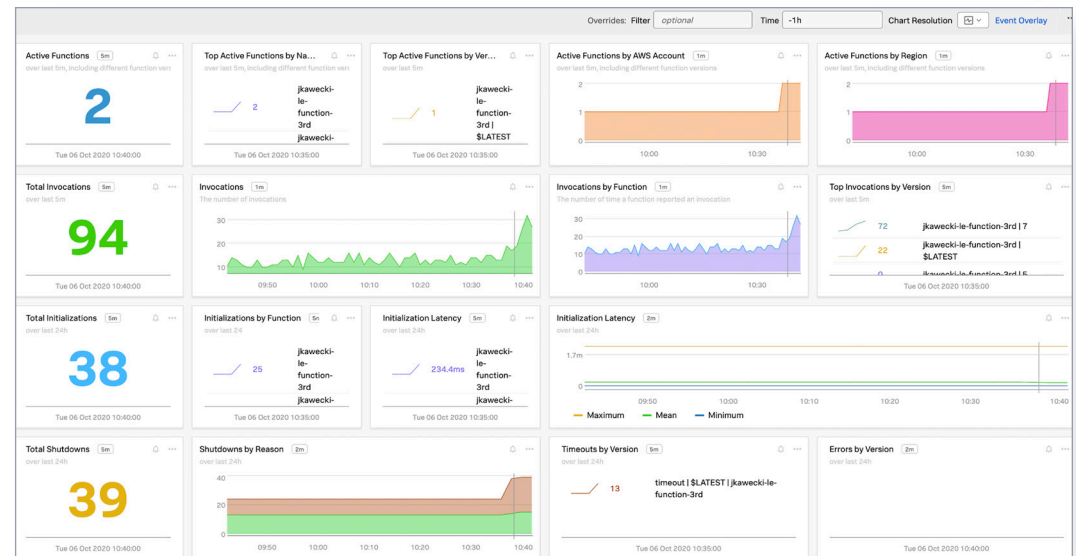 Overrides: Filter optional Time -1h Chart Resolution Event Overlay
Active Functions 5m
over last 5m, including different function vers
2
Tue 06 Oct 2020 10:40:00
Top Active Functions by Na...
over last 5m, including different function vers
2
jkawecki-
le-
function-
3rd
jkawecki-
Tue 06 Oct 2020 10:35:00
Top Active Functions by Ver...
over last 5m
1
jkawecki-
le-
function-
3rd |
$LATEST
Tue 06 Oct 2020 10:35:00
Active Functions by AWS Account 1m
over last 5m, including different function versions
2
1
0
10:00 10:30
Active Functions by Region 1m
over last 5m, including different function versions
2
1
0
10:00 10:30
Total Invocations 5m
over last 5m
94
Tue 06 Oct 2020 10:40:00
Invocations 1m
The number of invocations
30
20
10
09:50 10:00 10:10 10:20 10:30 10:40
Invocations by Function 1m
The number of time a function reported an invocation
30
20
10
0
10:00 10:30
Top Invocations by Version 5m
over last 5m
72 jkawecki-le-function-3rd | 7
22 jkawecki-le-function-3rd |
$LATEST
0 jkawecki-le-function-3rd | 5
Tue 06 Oct 2020 10:35:00
Total Initializations 5m
over last 24h
38
Tue 06 Oct 2020 10:40:00
Initializations by Function 5n
over last 24
25
jkawecki-
le-
function-
3rd
jkawecki-
Tue 06 Oct 2020 10:35:00
Initialization Latency 5m
over last 24h
234.4ms
jkawecki-
le-
function-
3rd
jkawecki-
Tue 06 Oct 2020 10:35:00
Initialization Latency 2m
over last 24h
1.7m
0
09:50 10:00 10:10 10:20 10:30 10:40
Maximum Mean Minimum
Total Shutdowns 5m
over last 24h
39
Tue 06 Oct 2020 10:40:00
Shutdowns by Reason 2m
over last 24h
40
20
0
09:50 10:00 10:10 10:20 10:30 10:40
Timeouts by Version 5m
over last 24h
13 timeout | $LATEST | jkawecki-le-
function-3rd
Tue 06 Oct 2020 10:35:00
Errors by Version 2m
over last 24h
Tue 06 Oct 2020 10:40:00